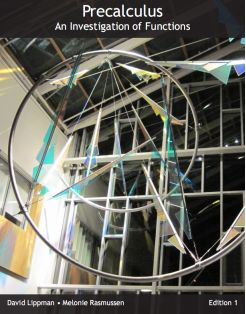 Precalculus
An Investigation of Functions
David Lippman • Melonie Rasmussen
Edition 1